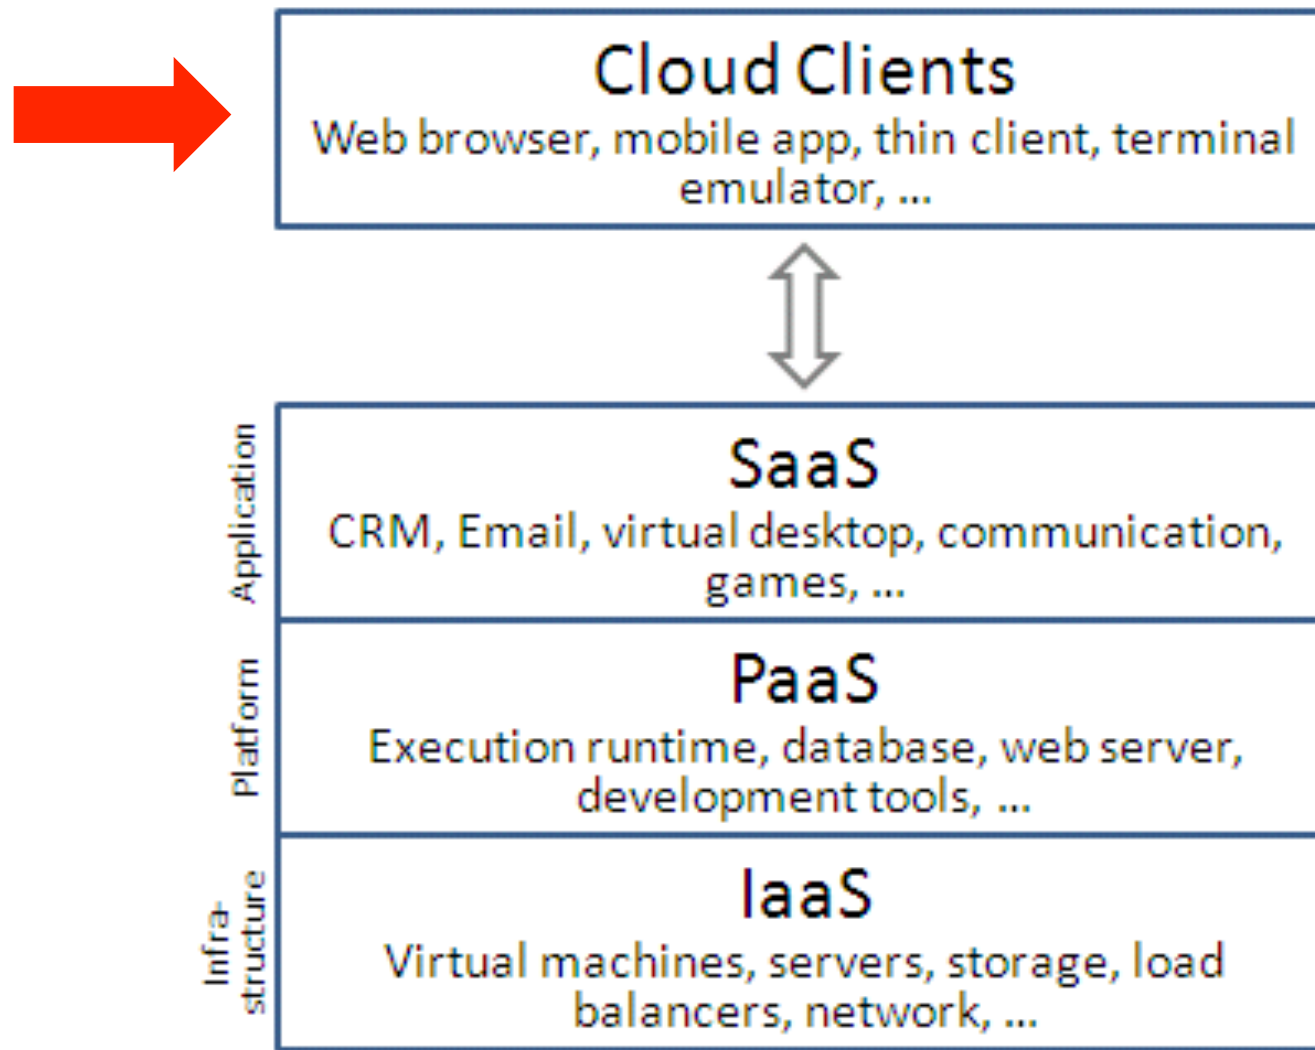 Cloud Clients
Web browser, mobile app, thin client, terminal
emulator, ...
Application
SaaS
CRM, Email, virtual desktop, communication,
games, ...
Platform
PaaS
Execution runtime, database, web server,
development tools, ...
Infra-
structure
IaaS
Virtual machines, servers, storage, load
balancers, network, ...